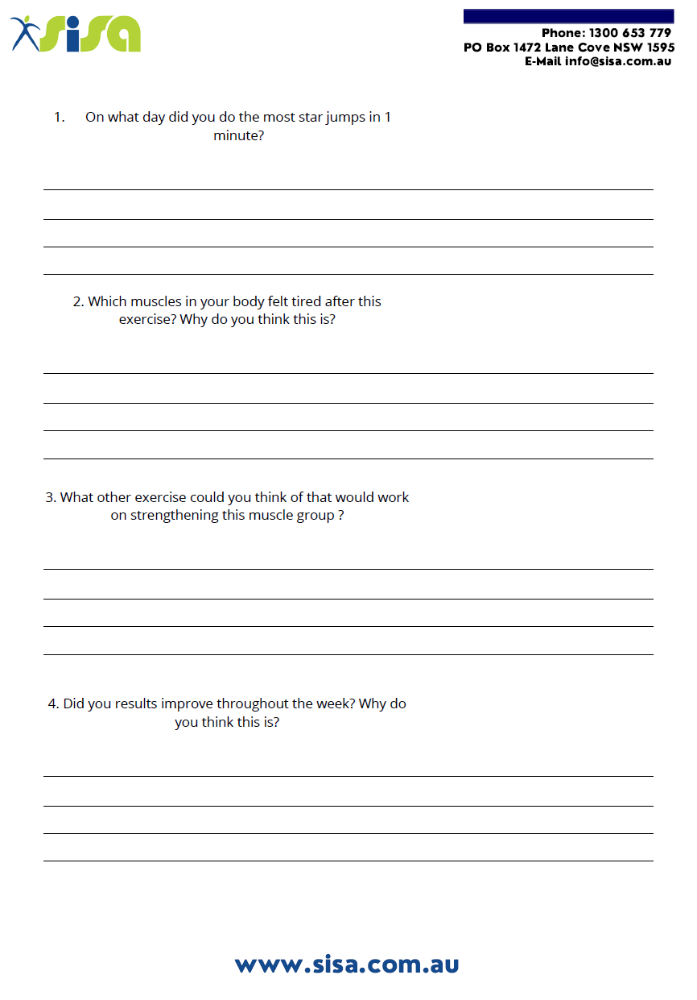 sisa
Phone: 1300 653 779
PO Box 1472 Lane Cove NSW 1595
E-Mail info@sisa.com.au
1. On what day did you do the most star jumps in 1
minute?
2. Which muscles in your body felt tired after this
exercise? Why do you think this is?
3. What other exercise could you think of that would work
on strengthening this muscle group ?
4. Did you results improve throughout the week? Why do
you think this is?
www.sisa.com.au